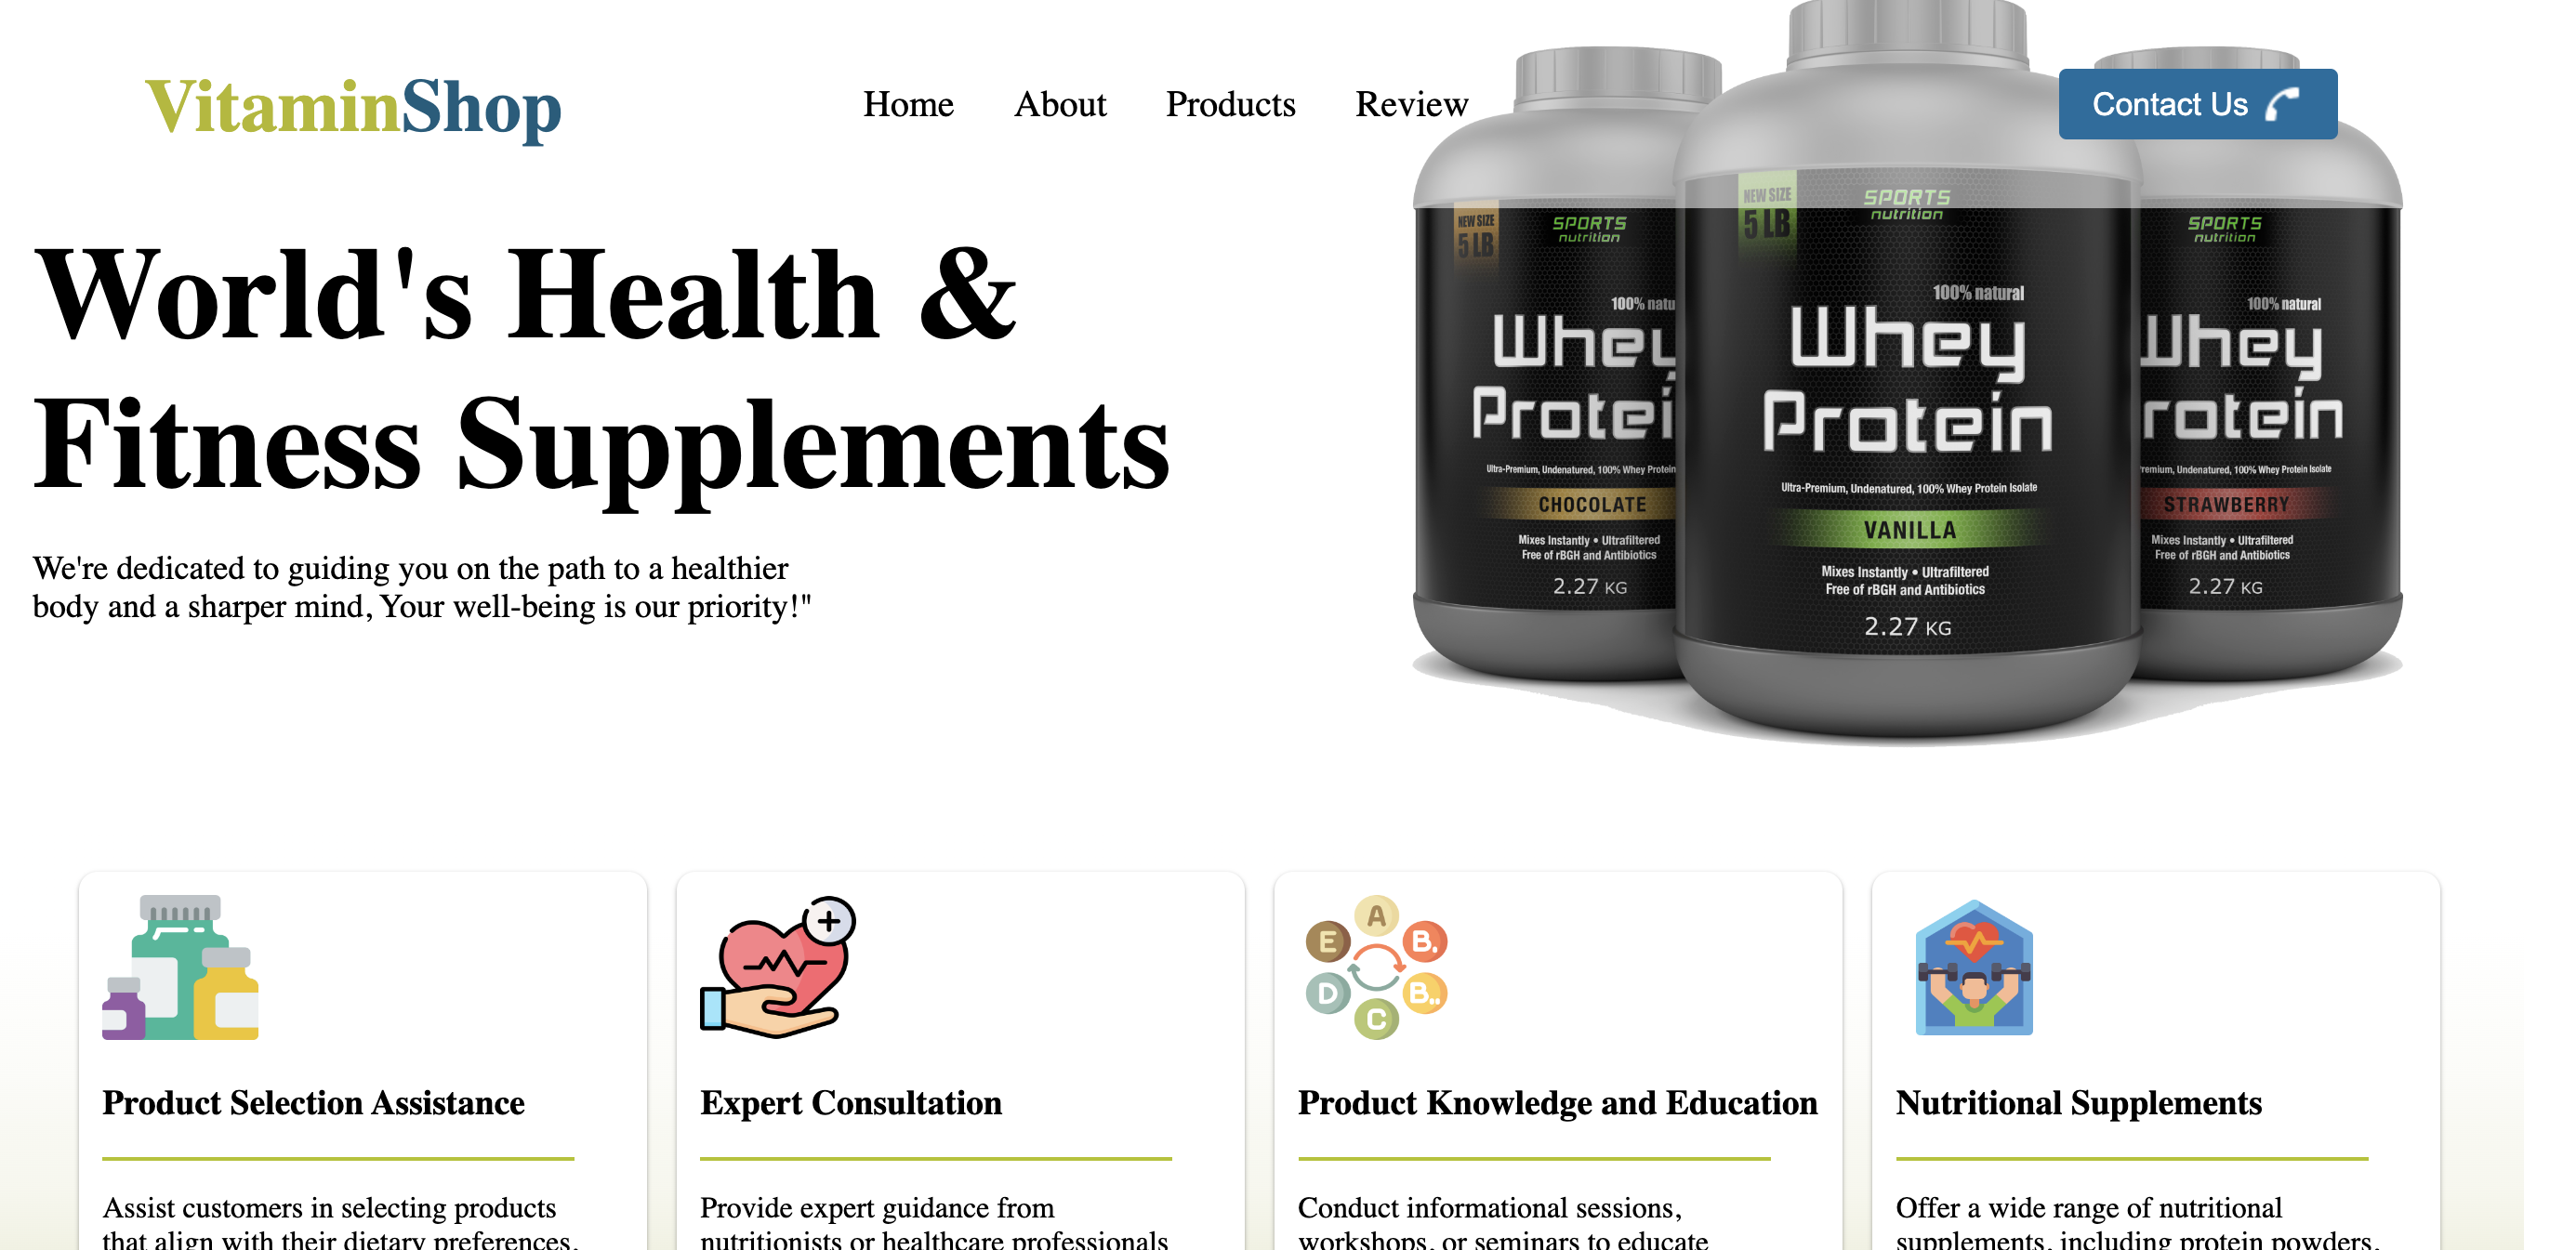 VitaminShop
Home About Products Review
Contact Us
World's Health &
Fitness Supplements
We're dedicated to guiding you on the path to a healthier
body and a sharper mind, Your well-being is our priority!"
NEW SIZE
5 LB
SPORTS
nutrition
100% natu
Whey
Protei
Ultra-Premium, Undenatured, 100% Whey Protein
CHOCOLATE
Mixes Instantly • Ultrafiltered
Free of rBGH and Antibiotics
2.27 KG
NEW SIZE
5 LB
SPORTS
nutrition
100% natural
Whey
Protein
Ultra-Premium, Undenatured, 100% Whey Protein Isolate
VANILLA
Mixes Instantly • Ultrafiltered
Free of rBGH and Antibiotics
2.27 KG
SPORTS
nutrition
100% natural
Whey
rotein
remium, Undenatured, 100% Whey Protein Isolate
STRAWBERRY
Mixes Instantly • Ultrafiltered
Free of rBGH and Antibiotics
2.27 KG
A
B.
B..
C
D
E
Product Selection Assistance
Assist customers in selecting products
that align with their dietary preferences,
Expert Consultation
Provide expert guidance from
nutritionists or healthcare professionals
Product Knowledge and Education
Conduct informational sessions,
workshops, or seminars to educate
Nutritional Supplements
Offer a wide range of nutritional
supplements, including protein powders,